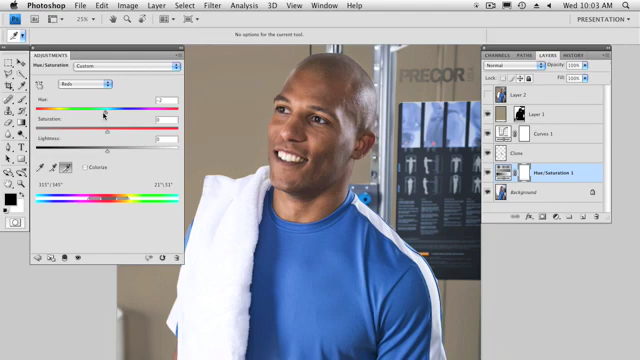 Photoshop File Edit Image Layer Select Filter Analysis 3D View Window Help Wed 10:03 AM
25% PRESENTATION
No options for the current tool.
ADJUSTMENTS
Hue/Saturation Custom
Reds
Hue: -2
Saturation: 0
Lightness: 0
Colorize
315°/345° 21°\51°
PRECOR
CHANNELS PATHS LAYERS HISTORY
Normal Opacity: 100%
Lock: Fill: 100%
Layer 2
Layer 1
Curves 1
Clone
Hue/Saturation 1
Background